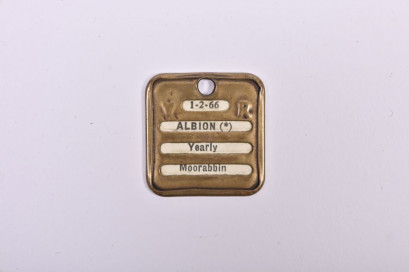 V R
1-2-66
ALBION (*)
Yearly
Moorabbin